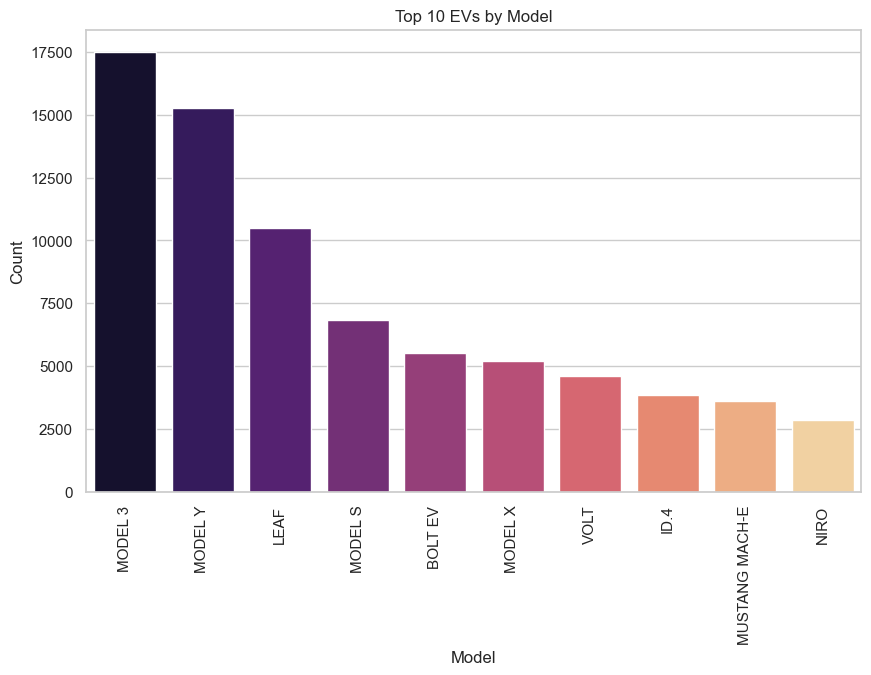 Top 10 EVs by Model
Count
17500
15000
12500
10000
7500
5000
2500
0
MODEL 3
MODEL Y
LEAF
MODEL S
BOLT EV
MODEL X
VOLT
ID.4
MUSTANG MACH-E
NIRO
Model